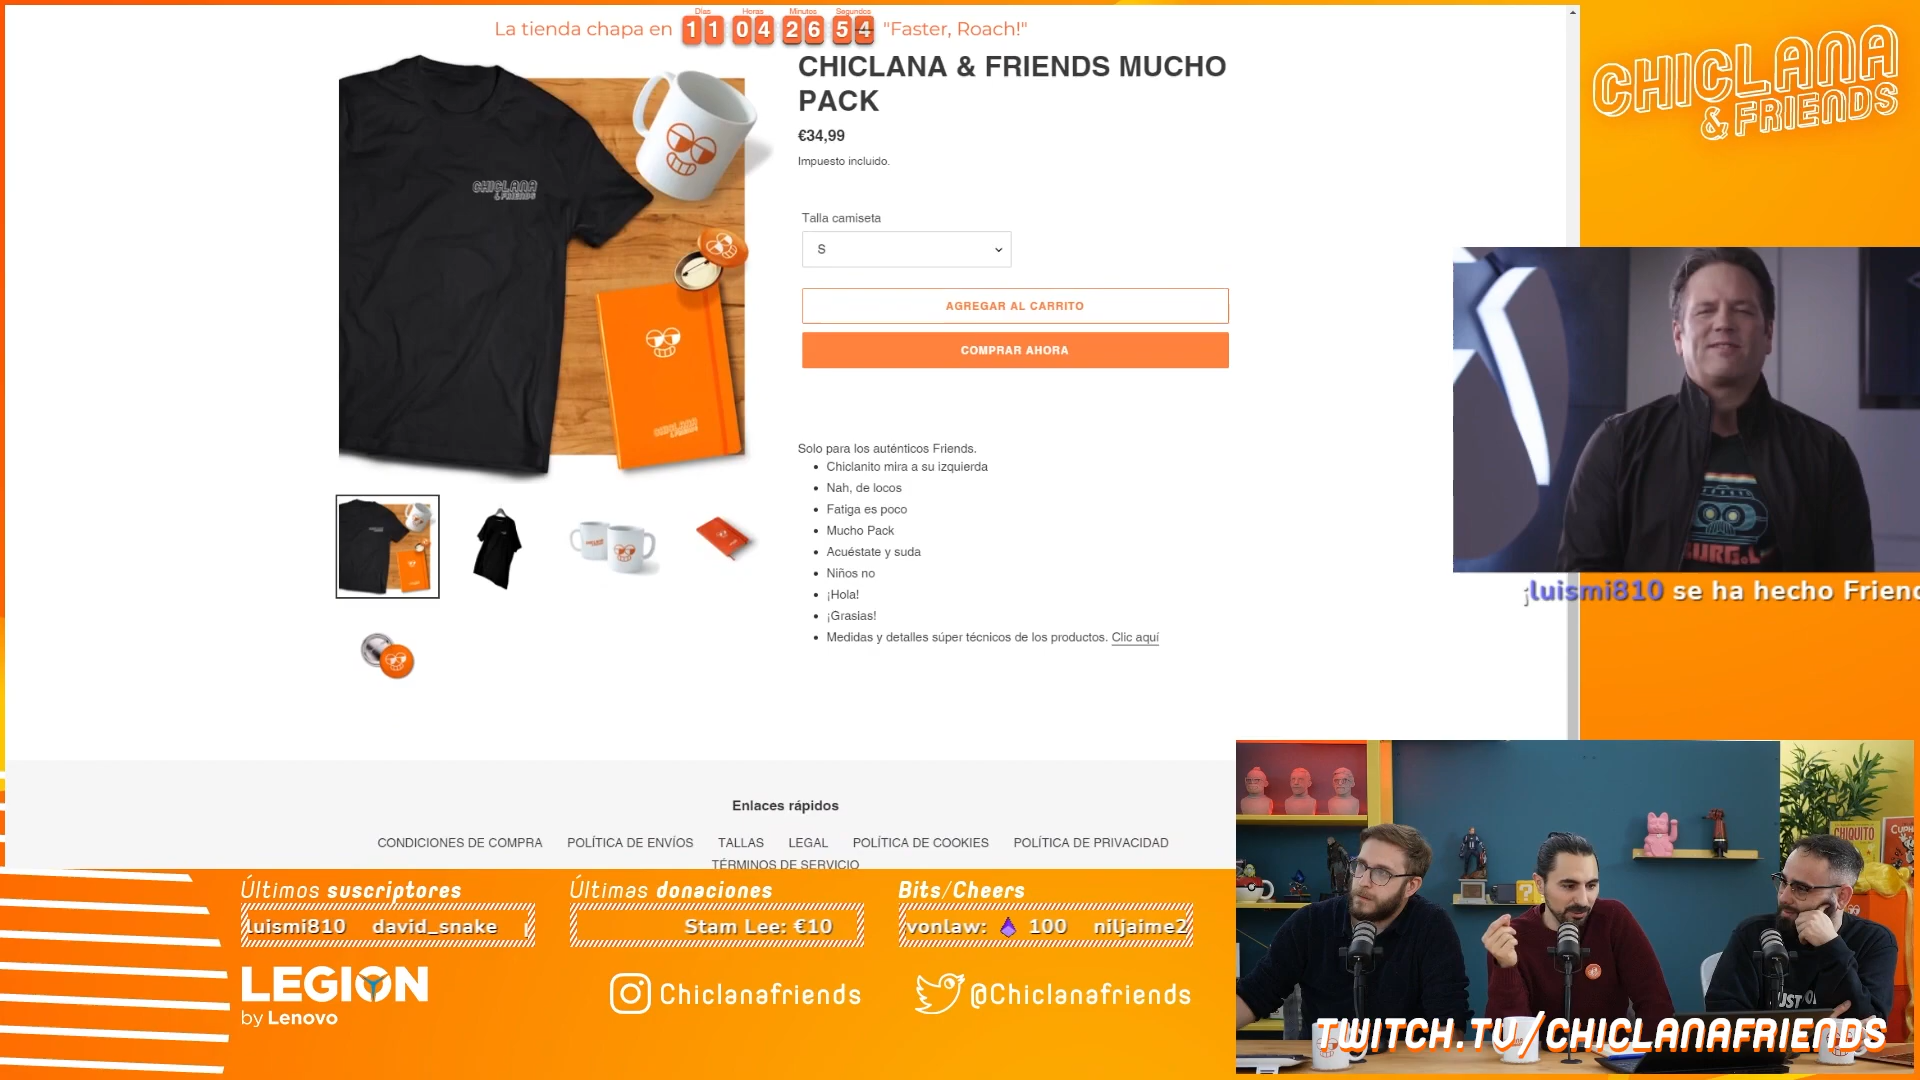 Días Horas Minutos Segundos
La tienda chapa en 11 04 26 54 "Faster, Roach!"
CHICLANA & FRIENDS MUCHO
PACK
€34,99
Impuesto incluido.
Talla camiseta
S
AGREGAR AL CARRITO
COMPRAR AHORA
Solo para los auténticos Friends.
Chiclanito mira a su izquierda
Nah, de locos
Fatiga es poco
Mucho Pack
Acuéstate y suda
Niños no
¡Hola!
¡Grasias!
Medidas y detalles súper técnicos de los productos. Clic aquí
CHICLANA
& FRIENDS
CHICLANA
& FRIENDS
¡luismi810 se ha hecho Frien
Enlaces rápidos
CONDICIONES DE COMPRA POLÍTICA DE ENVÍOS TALLAS LEGAL POLÍTICA DE COOKIES POLÍTICA DE PRIVACIDAD
TÉRMINOS DE SERVICIO
Últimos suscriptores
luismi810 david_snake
Últimas donaciones
Stam Lee: €10
Bits/Cheers
vonlaw: 100 niljaime2
LEGION
by Lenovo
Chiclanafriends
@Chiclanafriends
CHIQUITO
CUPH
JUST
TWITCH.TV/CHICLANAFRIENDS